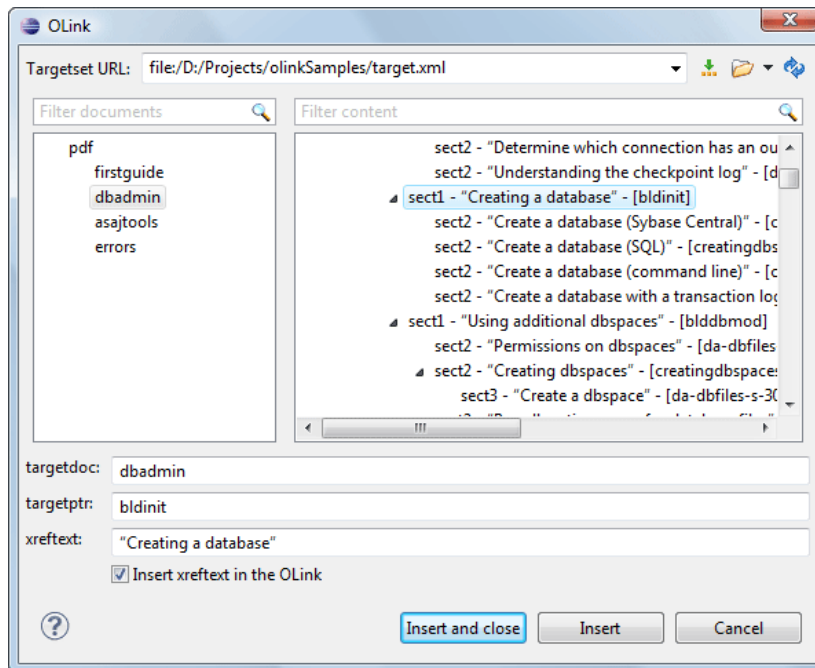 OLink
Targetset URL: file:/D:/Projects/olinkSamples/target.xml
Filter documents
pdf
firstguide
dbadmin
asajtools
errors
Filter content
sect2 - "Determine which connection has an ou
sect2 - "Understanding the checkpoint log" - [d
sect1 - "Creating a database" - [bldinit]
sect2 - "Create a database (Sybase Central)" - [c
sect2 - "Create a database (SQL)" - [creatingdbs
sect2 - "Create a database (command line)" - [c
sect2 - "Create a database with a transaction log
sect1 - "Using additional dbspaces" - [blddbmod]
sect2 - "Permissions on dbspaces" - [da-dbfiles
sect2 - "Creating dbspaces" - [creatingdbspaces
sect3 - "Create a dbspace" - [da-dbfiles-s-30
targetdoc: dbadmin
targetptr: bldinit
xreftext: "Creating a database"
Insert xreftext in the OLink
? Insert and close Insert Cancel